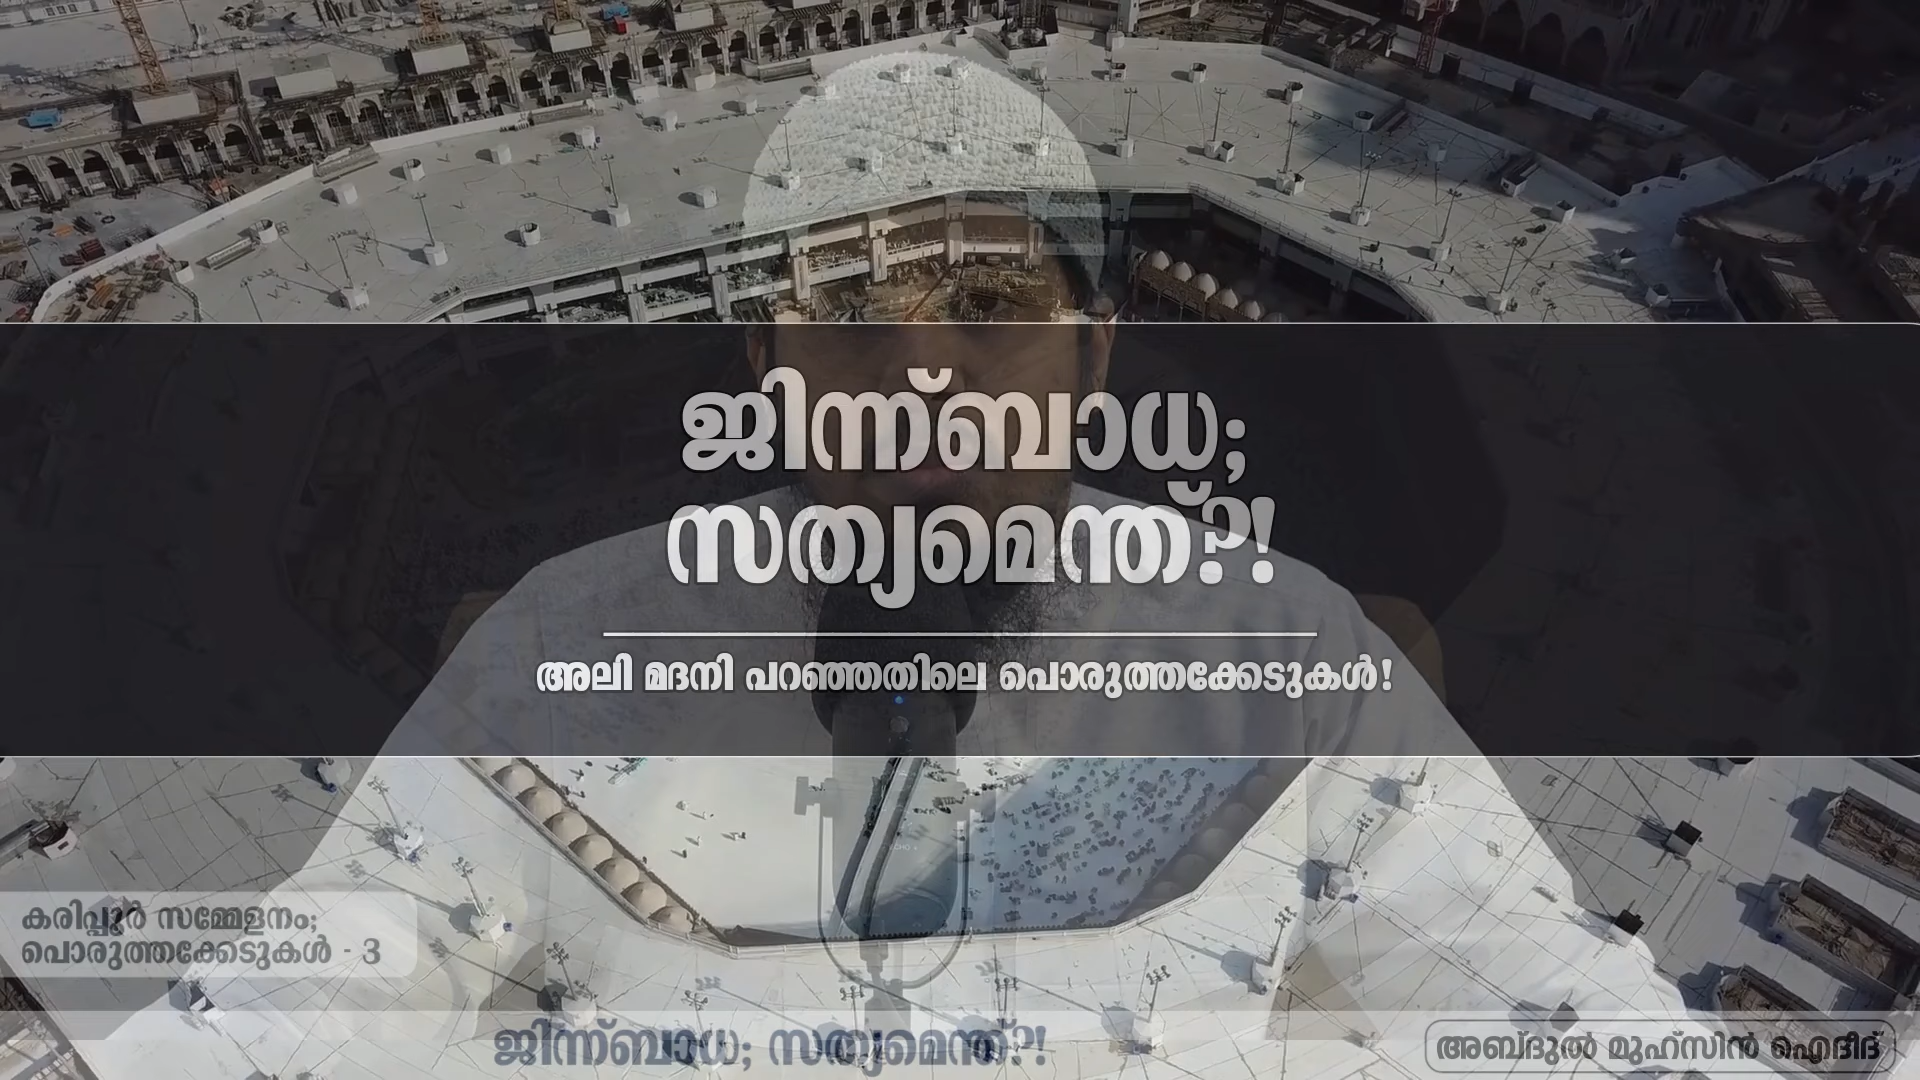 ജിന്ന്ബാധ;
സത്യമെന്ത്?!
അലി മദനി പറഞ്ഞതിലെ പൊരുത്തക്കേടുകൾ!
കരിപ്പൂർ സമ്മേളനം;
പൊരുത്തക്കേടുകൾ - 3
ജിന്ന്ബാധ; സത്യമെന്ത്?!
അബ്ദുൽ മുഹ്സിൻ ഐദീദ്